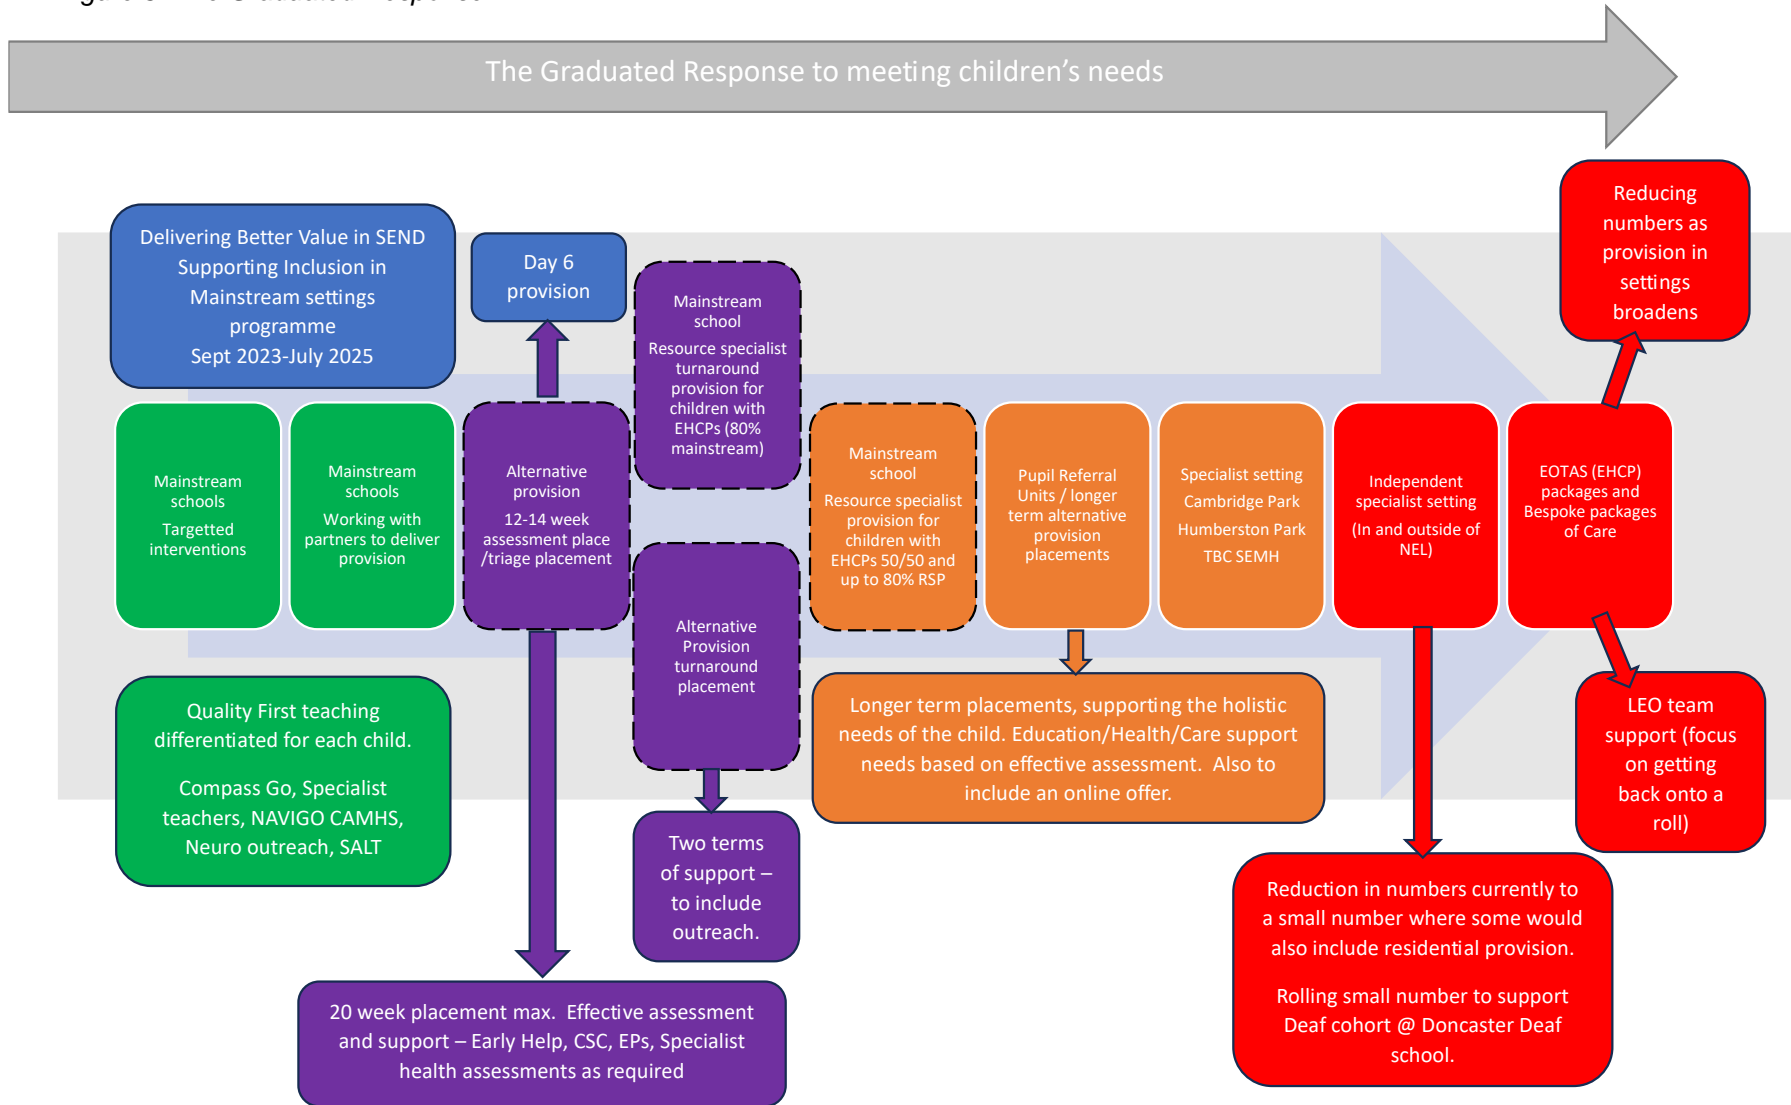 The Graduated Response to meeting children's needs
Reducing
numbers as
provision in
settings
broadens
Delivering Better Value in SEND
Supporting Inclusion in
Mainstream settings
programme
Sept 2023-July 2025
Day 6
provision
Mainstream
school
Resource specialist
turnaround
provision for
children with
EHCPs (80%
mainstream)
Mainstream
schools
Targetted
interventions
Mainstream
schools
Working with
partners to deliver
provision
Alternative
provision
12-14 week
assessment place
/triage placement
Alternative
Provision
turnaround
placement
Mainstream
school
Resource specialist
provision for
children with
EHCPs 50/50 and
up to 80% RSP
Pupil Referral
Units / longer
term alternative
provision
placements
Specialist setting
Cambridge Park
Humberston Park
TBC SEMH
Independent
specialist setting
(In and outside of
NEL)
EOTAS (EHCP)
packages and
Bespoke packages
of Care
Quality First teaching
differentiated for each child.
Compass Go, Specialist
teachers, NAVIGO CAMHS,
Neuro outreach, SALT
Two terms
of support –
to include
outreach.
Longer term placements, supporting the holistic
needs of the child. Education/Health/Care support
needs based on effective assessment.  Also to
include an online offer.
LEO team
support (focus
on getting
back onto a
roll)
20 week placement max.  Effective assessment
and support – Early Help, CSC, EPs, Specialist
health assessments as required
Reduction in numbers currently to
a small number where some would
also include residential provision.
Rolling small number to support
Deaf cohort @ Doncaster Deaf
school.